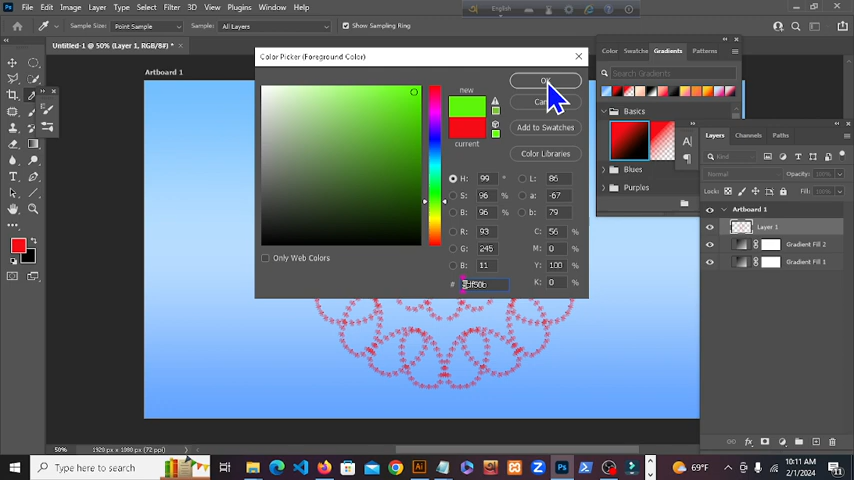 English
File Edit Image Layer Type Select Filter 3D View Plugins Window Help
Sample Size: Point Sample Sample: All Layers Show Sampling Ring
Untitled-1 @ 50% (Layer 1, RGB/8#) * ×
Artboard 1
Color Picker (Foreground Color)
new
current
OK
Add to Swatches
Color Libraries
H: 99 °
S: 96 %
B: 96 %
R: 93
G: 245
B: 11
L: 86
a: -67
b: 79
C: 56 %
M: 0 %
Y: 100 %
K: 0 %
#
Only Web Colors
Color Swatches Gradients Patterns
Search Gradients
Basics
Blues
Purples
Layers Channels Paths
Kind
Normal Opacity: 100%
Lock: Fill: 100%
Artboard 1
Layer 1
Gradient Fill 2
Gradient Fill 1
50% 1920 px x 1080 px (72 ppi)
Type here to search
69°F
10:11 AM
2/1/2024